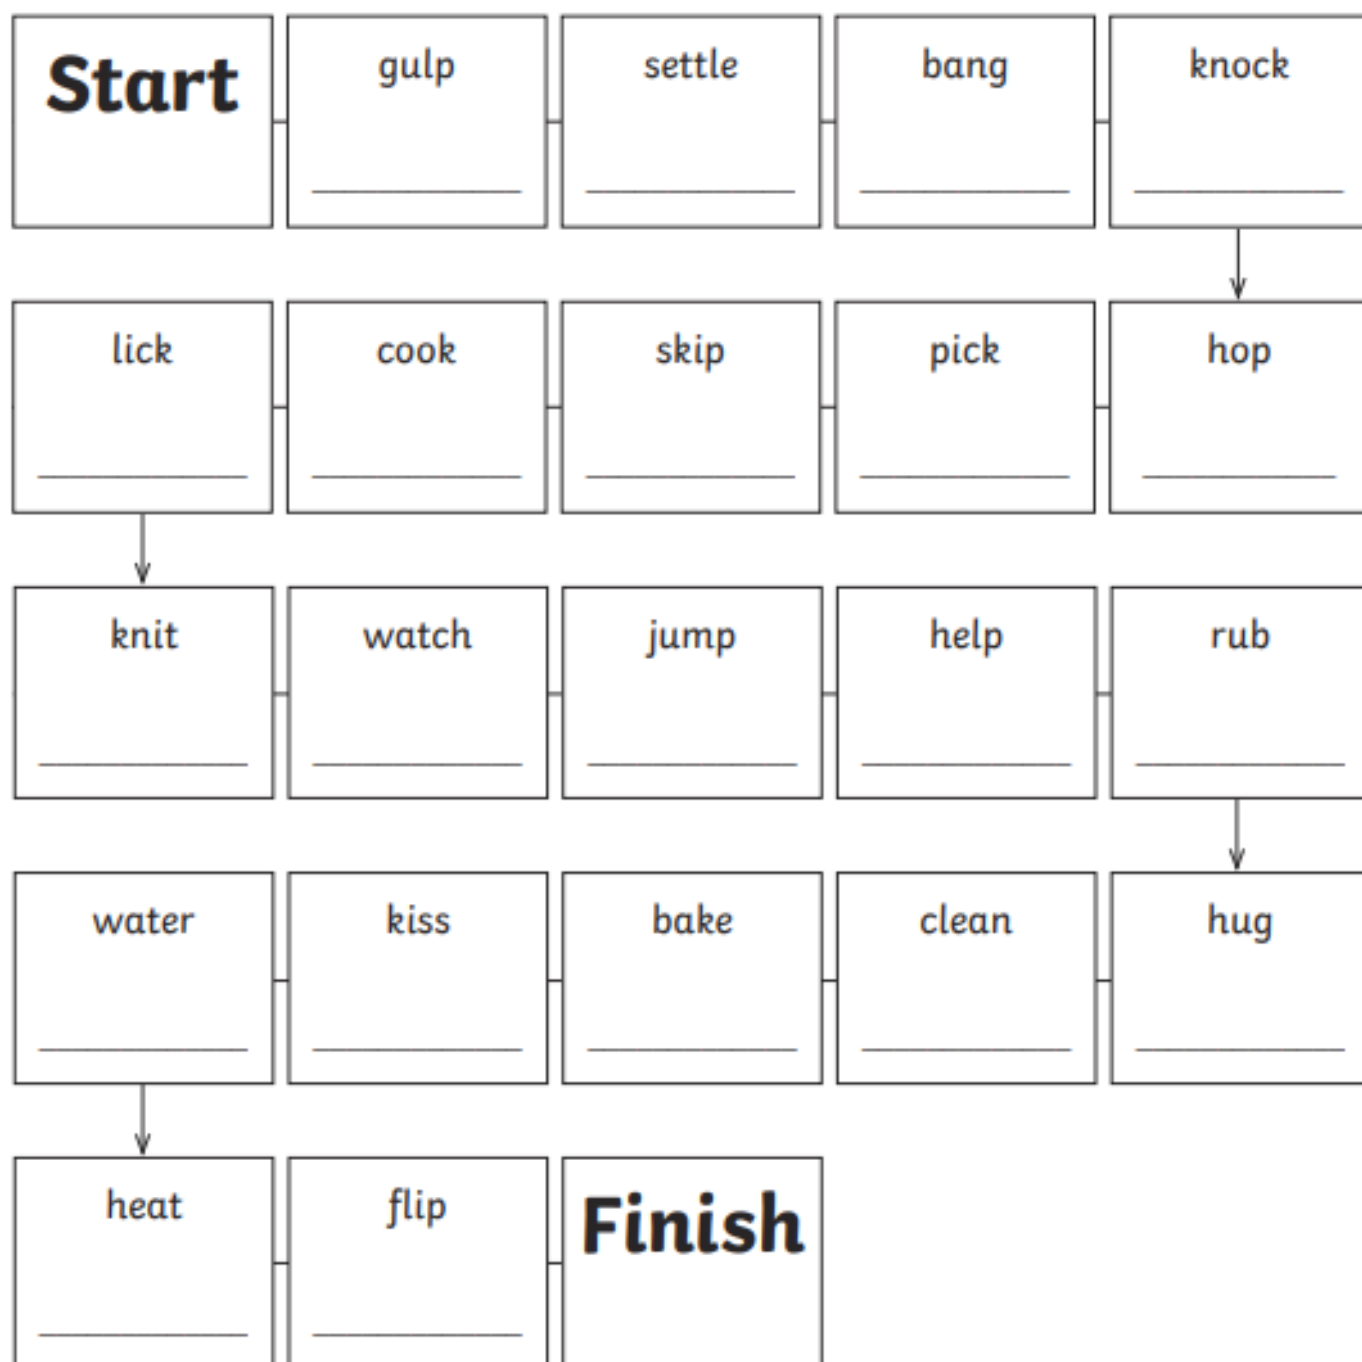 Start gulp settle bang knock
lick cook skip pick hop
knit watch jump help rub
water kiss bake clean hug
heat flip Finish